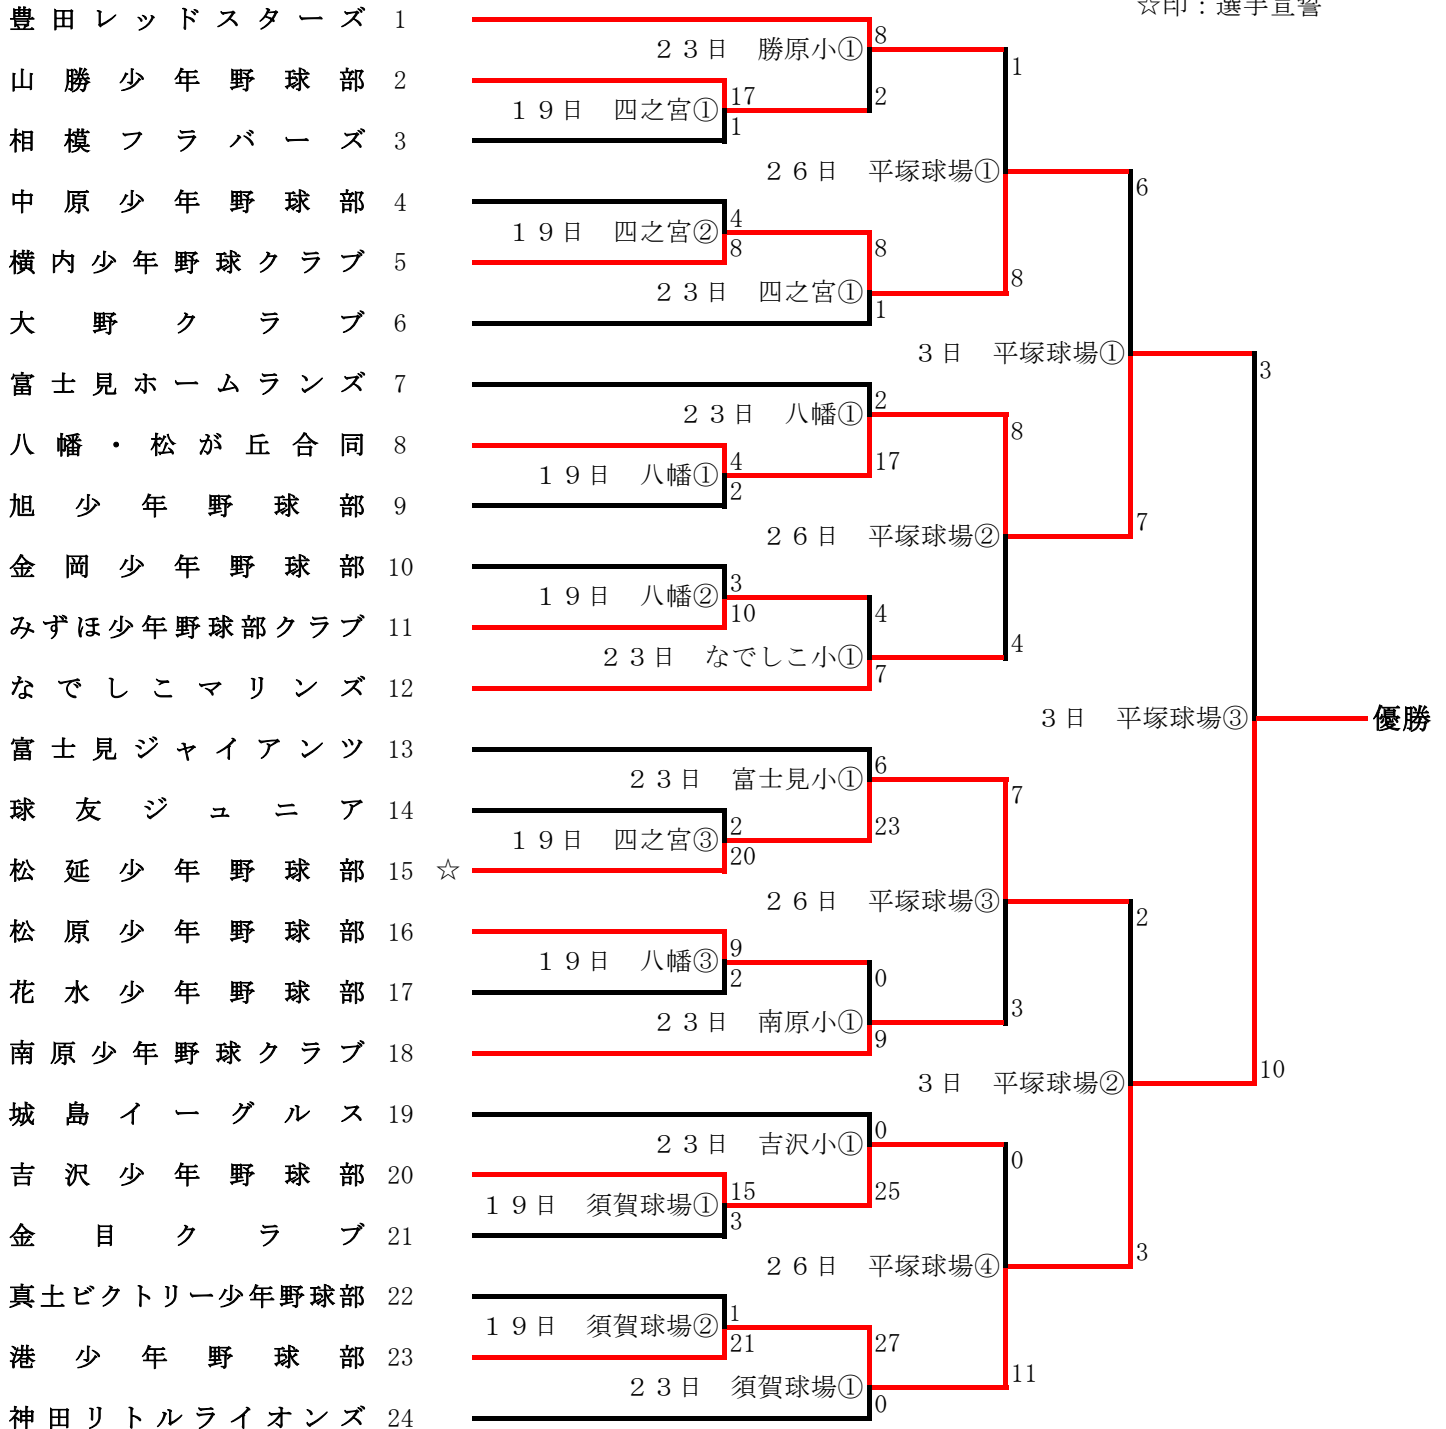 ☆印：選手宣誓
豊田レッドスターズ 1
8
２３日 勝原小①
1
山勝少年野球部 2
17
2
１９日 四之宮①
1
相模フラバーズ 3
２６日 平塚球場①
6
中原少年野球部 4
4
１９日 四之宮②
8
8
横内少年野球クラブ 5
8
２３日 四之宮①
1
大野クラブ 6
３日 平塚球場①
3
富士見ホームランズ 7
2
２３日 八幡①
8
八幡・松が丘合同 8
4
17
１９日 八幡①
2
旭少年野球部 9
7
２６日 平塚球場②
金岡少年野球部 10
3
１９日 八幡②
10
4
みずほ少年野球部クラブ 11
4
２３日 なでしこ小①
7
なでしこマリンズ 12
３日 平塚球場③
優勝
富士見ジャイアンツ 13
6
２３日 富士見小①
7
球友ジュニア 14
2
23
１９日 四之宮③
20
松延少年野球部 15 ☆
２６日 平塚球場③
2
松原少年野球部 16
9
１９日 八幡③
2
0
花水少年野球部 17
3
２３日 南原小①
9
南原少年野球クラブ 18
10
３日 平塚球場②
城島イーグルス 19
0
２３日 吉沢小①
0
吉沢少年野球部 20
15
25
１９日 須賀球場①
3
金目クラブ 21
3
２６日 平塚球場④
真土ビクトリー少年野球部 22
1
１９日 須賀球場②
21
27
港少年野球部 23
11
２３日 須賀球場①
0
神田リトルライオンズ 24